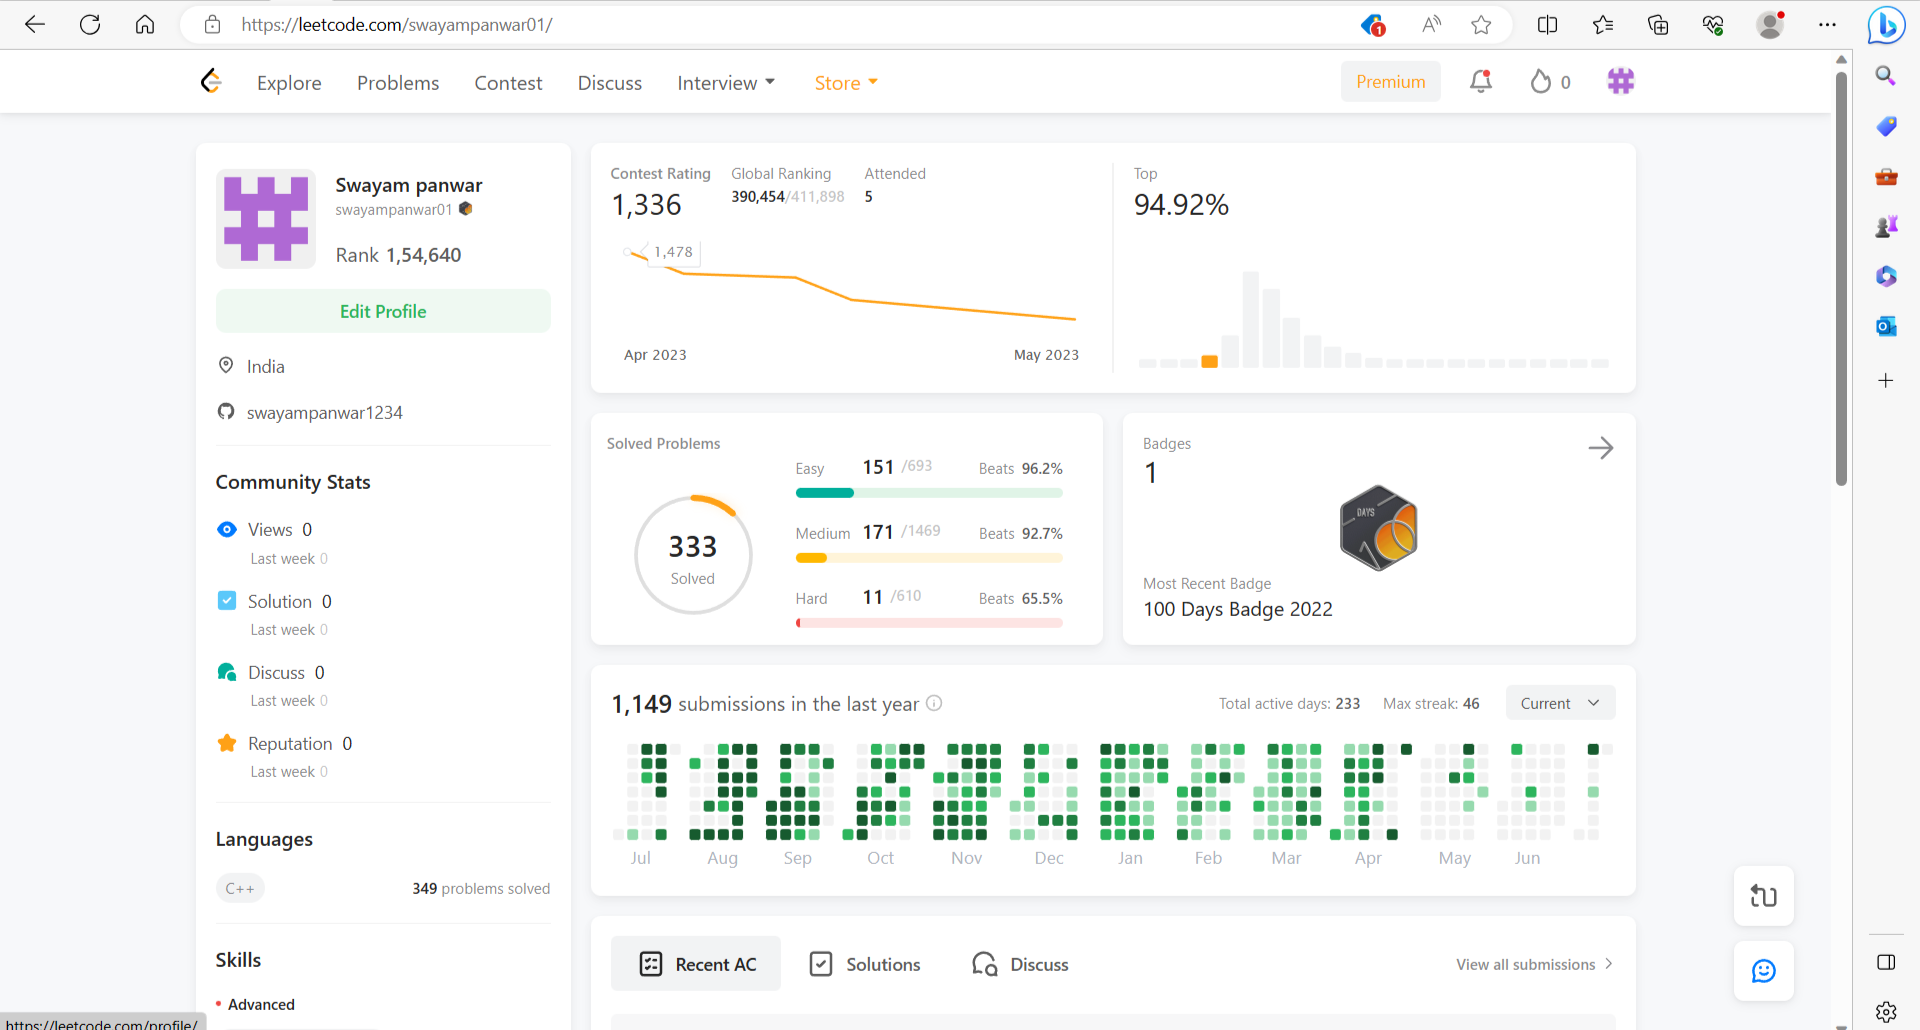 https://leetcode.com/swayampanwar01/
1
Explore Problems Contest Discuss Interview Store Premium 0
Swayam panwar
swayampanwar01
Rank 1,54,640
Edit Profile
India
swayampanwar1234
Community Stats
Views 0
Last week 0
Solution 0
Last week 0
Discuss 0
Last week 0
Reputation 0
Last week 0
Languages
C++ 349 problems solved
Skills
Advanced
Contest Rating Global Ranking Attended
1,336 390,454/411,898 5
1,478
Apr 2023 May 2023
Top
94.92%
Solved Problems
333
Solved
Easy 151 /693 Beats 96.2%
Medium 171 /1469 Beats 92.7%
Hard 11 /610 Beats 65.5%
Badges
1
DAYS
Most Recent Badge
100 Days Badge 2022
1,149 submissions in the last year Total active days: 233 Max streak: 46 Current
Jul Aug Sep Oct Nov Dec Jan Feb Mar Apr May Jun
Recent AC Solutions Discuss View all submissions
https://leetcode.com/profile/